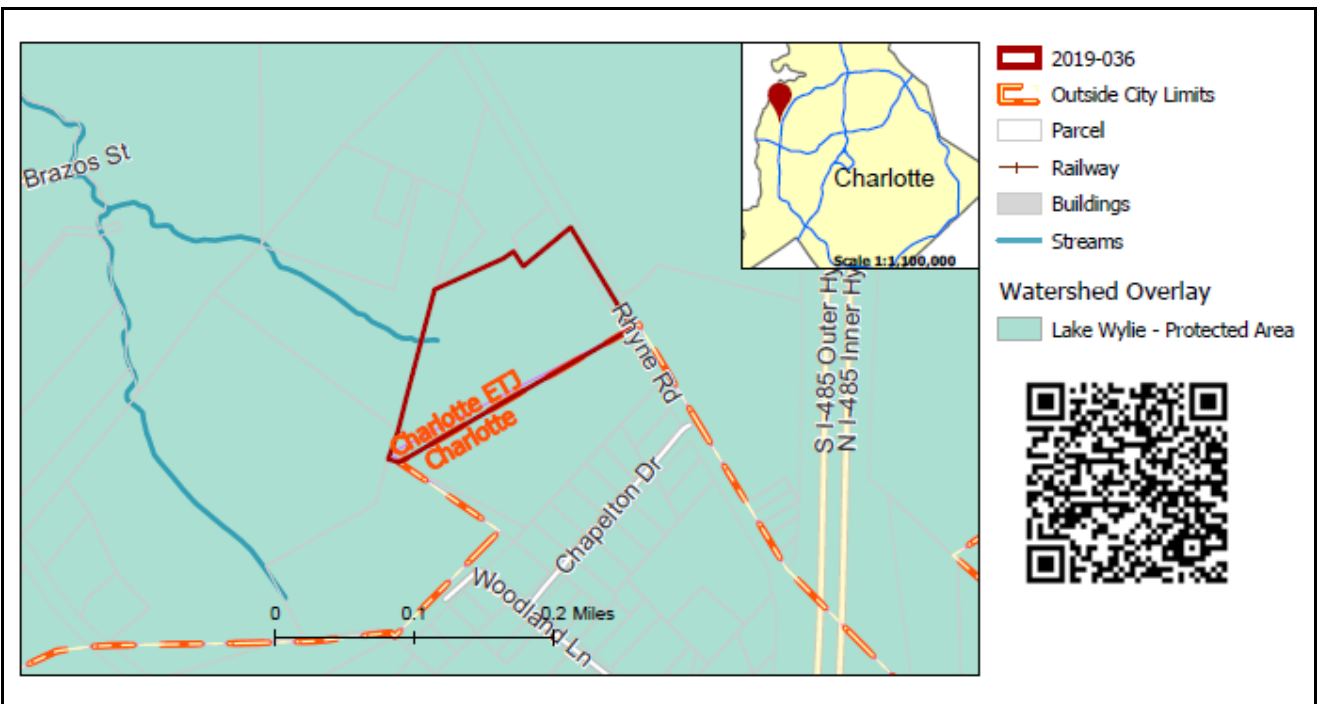 Brazos St
Charlotte
Scale 1:1,100,000
Rhyne Rd
S I-485 Outer Hy
N I-485 Inner Hy
Charlotte ETJ
Charlotte
Chapelton Dr
Woodland Ln
0 0.1 0.2 Miles
2019-036
Outside City Limits
Parcel
Railway
Buildings
Streams
Watershed Overlay
Lake Wylie - Protected Area